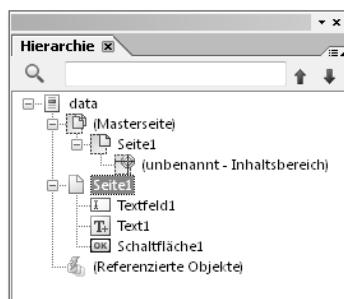 Hierarchie
data
(Masterseite)
Seite1
(unbenannt - Inhaltsbereich)
Seite1
Textfeld1
T+ Text1
OK Schaltfläche1
(Referenzierte Objekte)